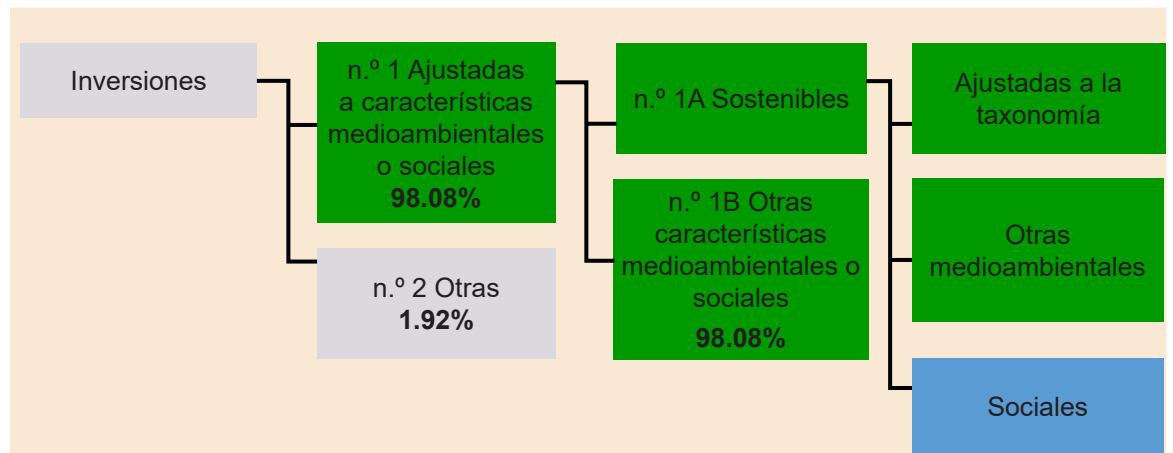 Inversiones
n.º 1 Ajustadas
a características
medioambientales
o sociales
98.08%
n.º 2 Otras
1.92%
n.º 1A Sostenibles
n.º 1B Otras
características
medioambientales o
sociales
98.08%
Ajustadas a la
taxonomía
Otras
medioambientales
Sociales